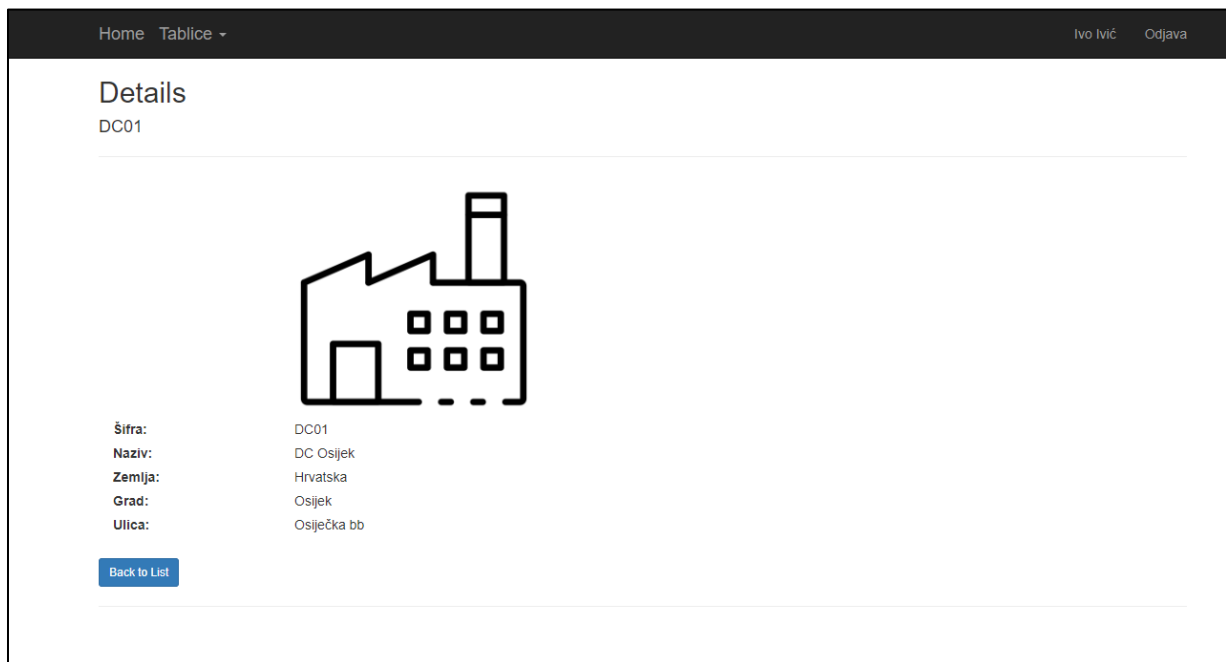 Home Tablice Ivo Ivić Odjava
Details
DC01
Šifra: DC01
Naziv: DC Osijek
Zemlja: Hrvatska
Grad: Osijek
Ulica: Osiječka bb
Back to List